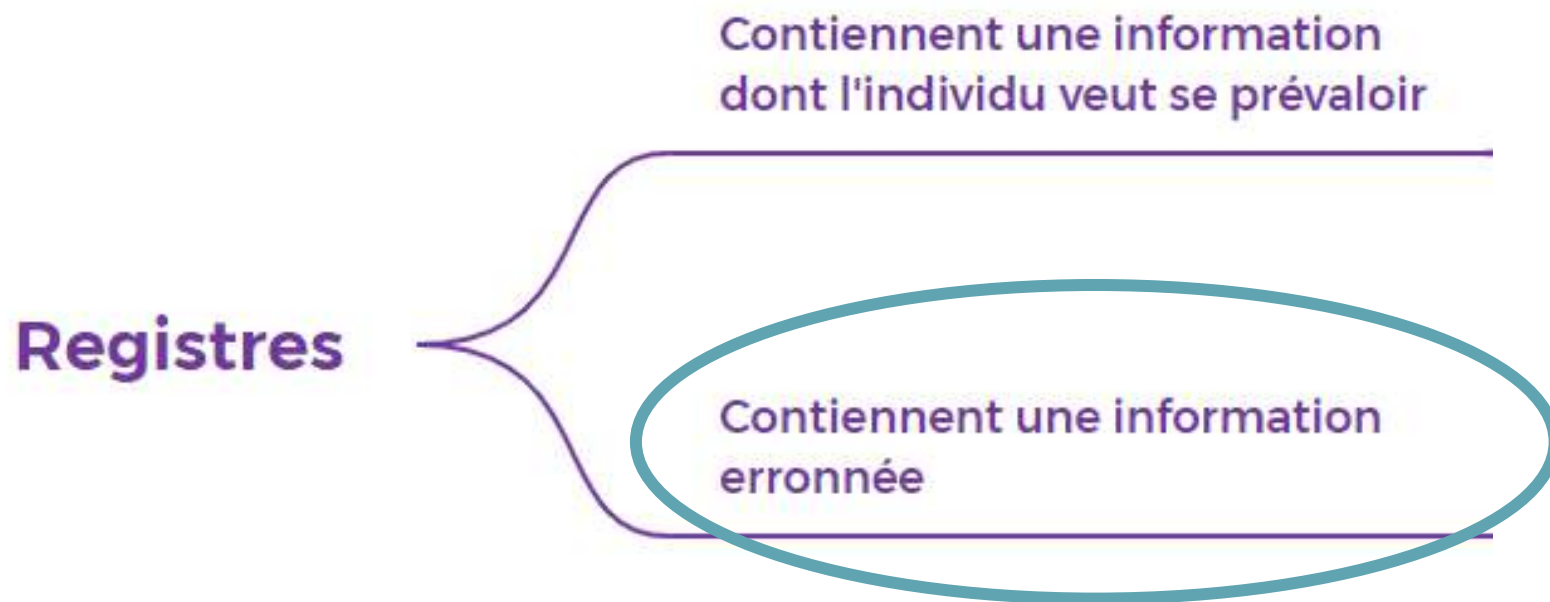 Contiennent une information
dont l'individu veut se prévaloir
Registres
Contiennent une information
erronnée